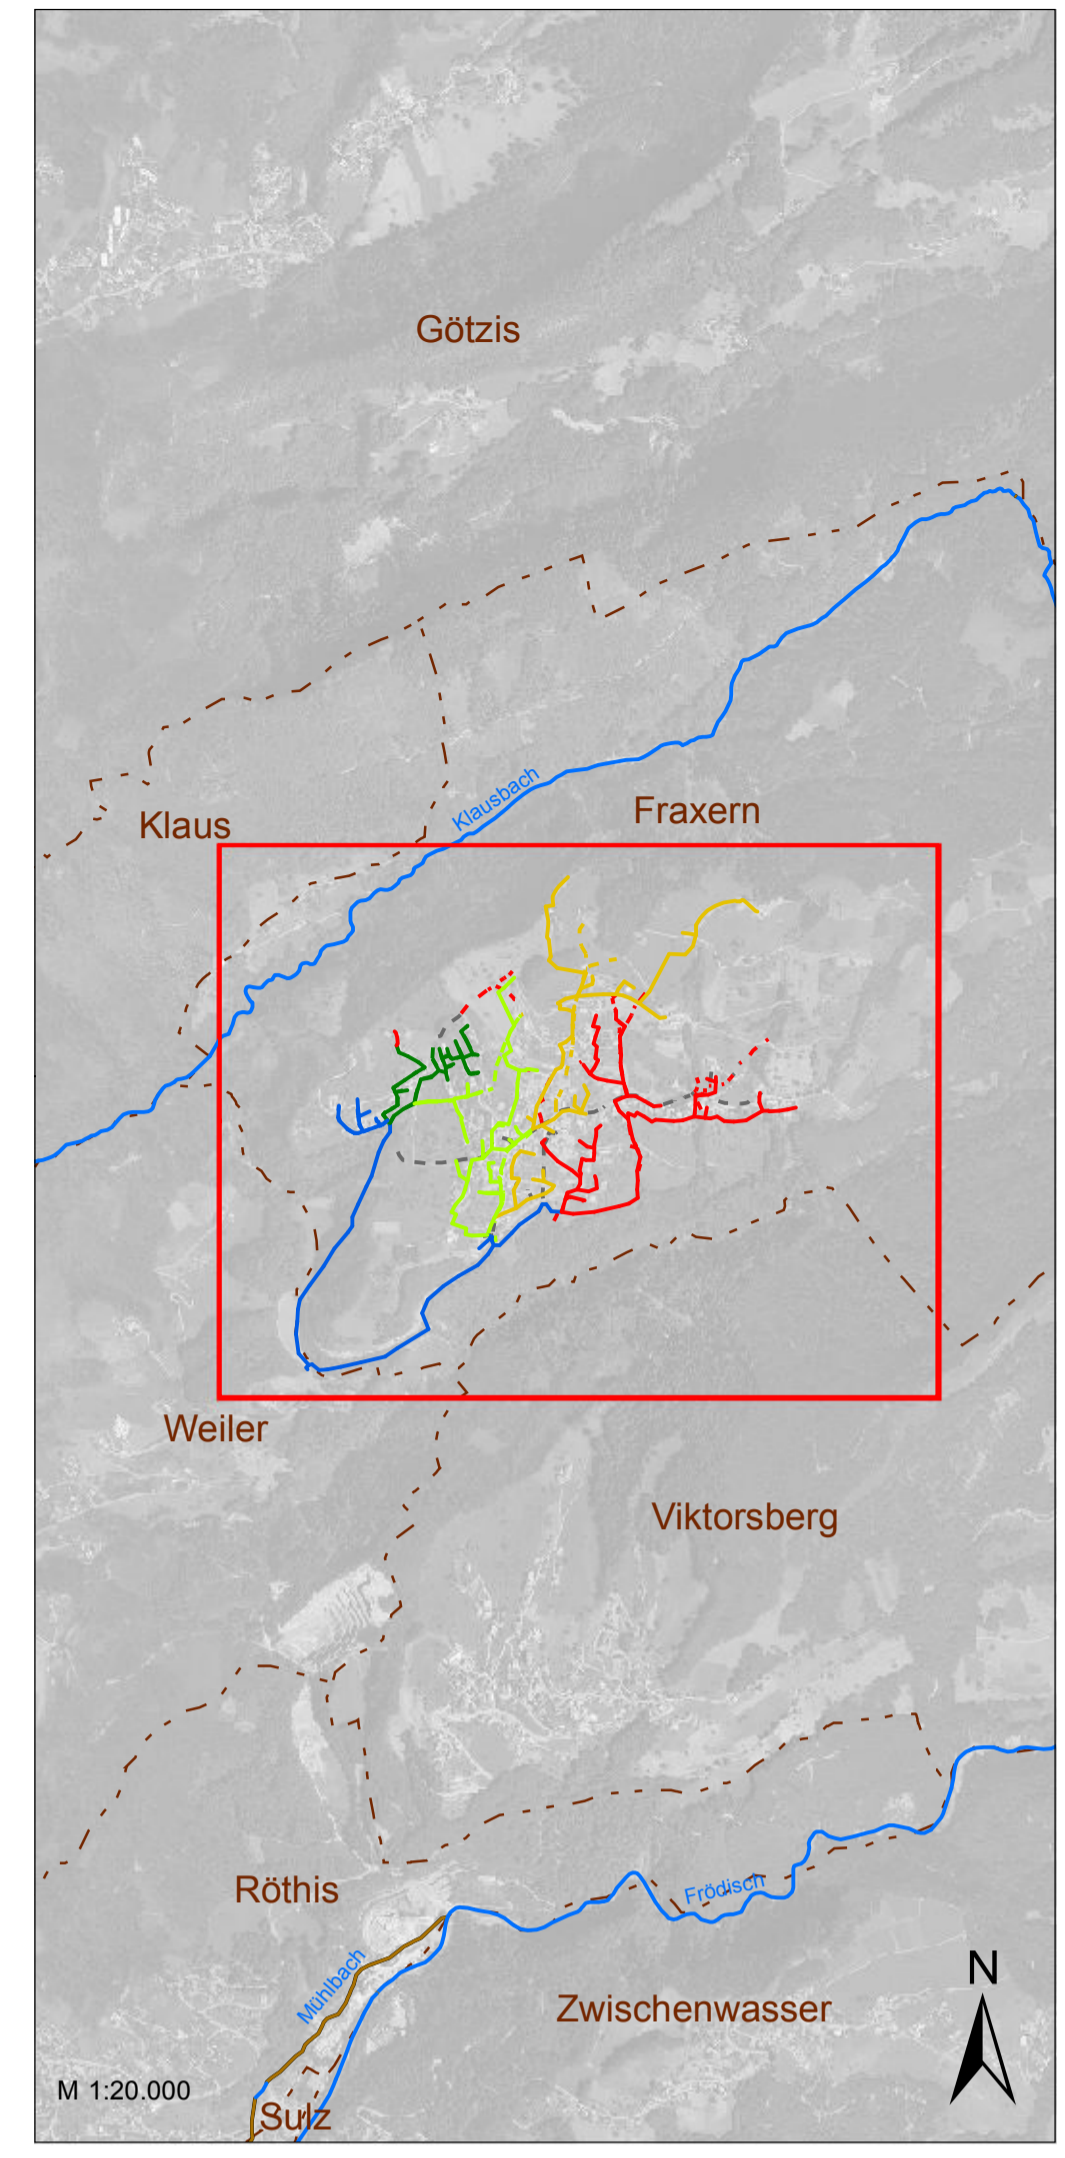 Götzis
Klausbach
Fraxern
Klaus
Weiler
Viktorsberg
Röthis
Frödisch
Mühlbach
N
Zwischenwasser
M 1:20.000
Sulz